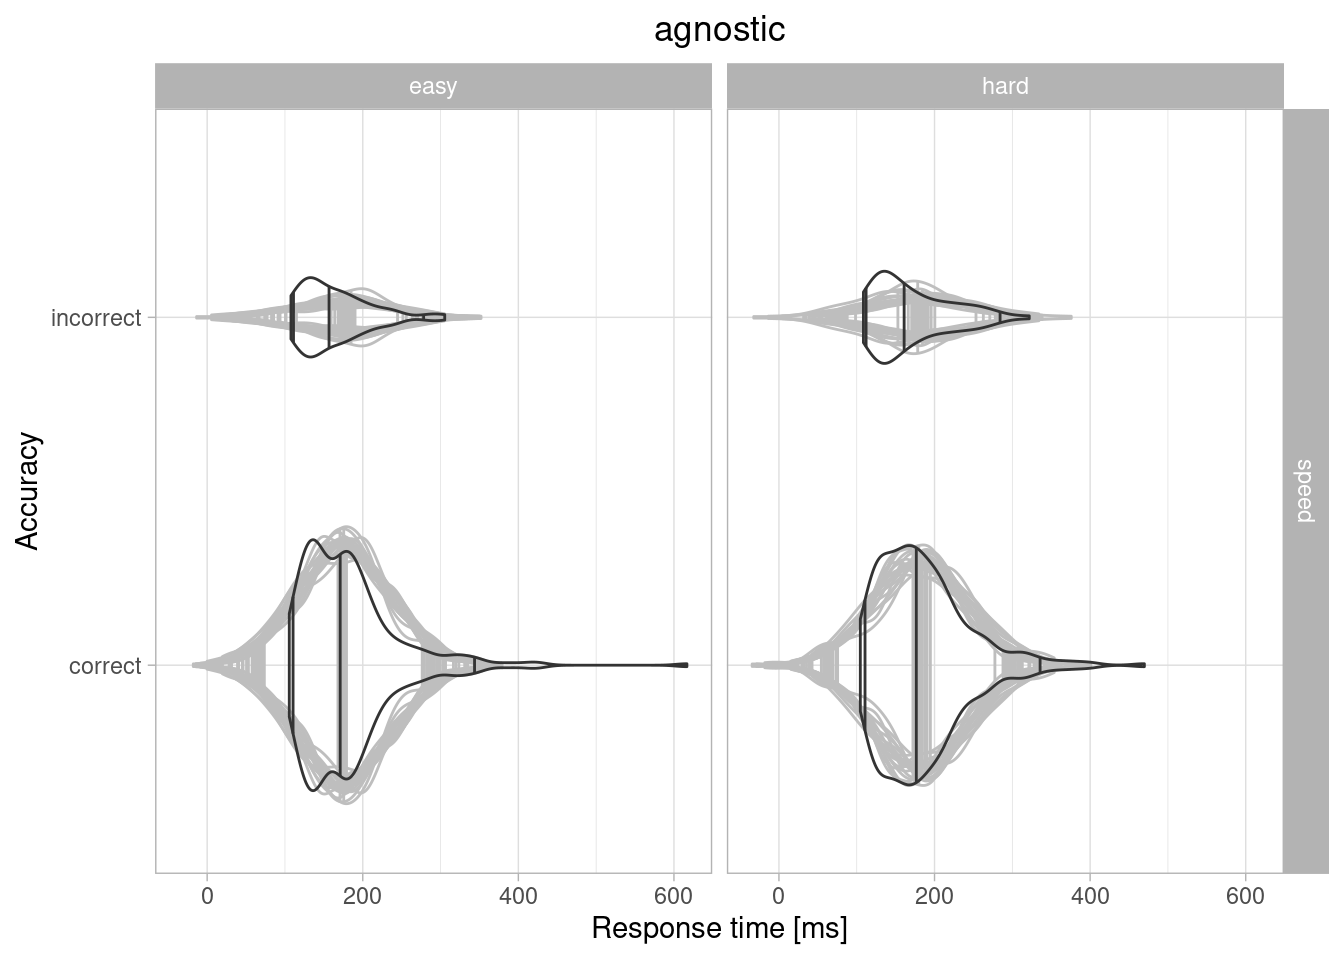 agnostic
easy
hard
incorrect
correct
Accuracy
speed
0 200 400 600
0 200 400 600
Response time [ms]